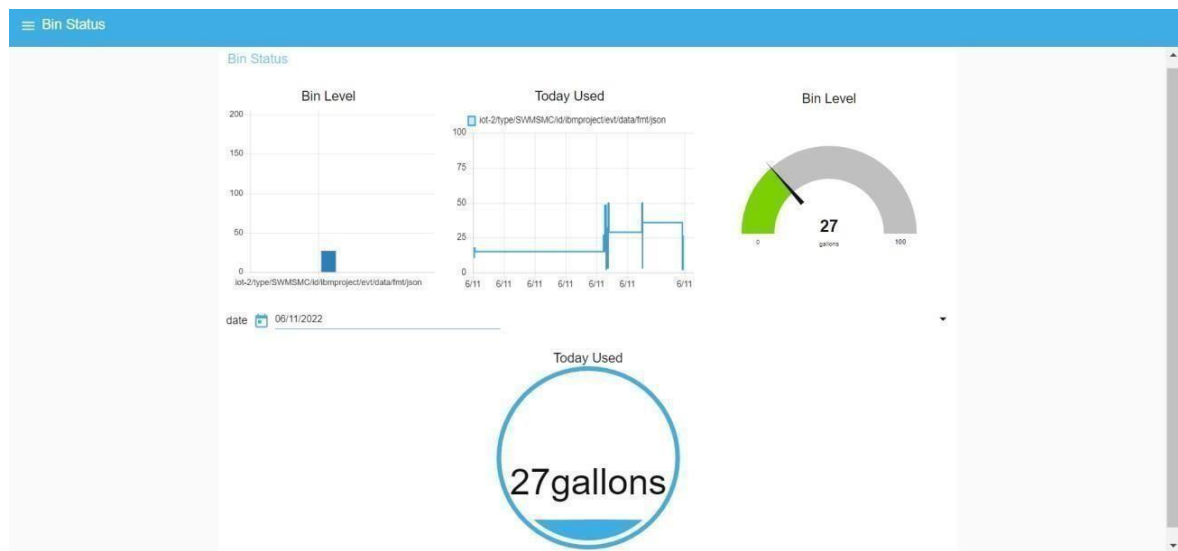 Bin Status
Bin Status
Bin Level
200
150
100
50
0
iot-2/type/SWMSMC/id/ibmproject/evt/data/fmt/json
Today Used
iot-2/type/SWMSMC/id/ibmproject/evt/data/fmt/json
100
75
50
25
0
6/11 6/11 6/11 6/11 6/11 6/11 6/11
Bin Level
27
0 gallons 100
date 06/11/2022
Today Used
27gallons